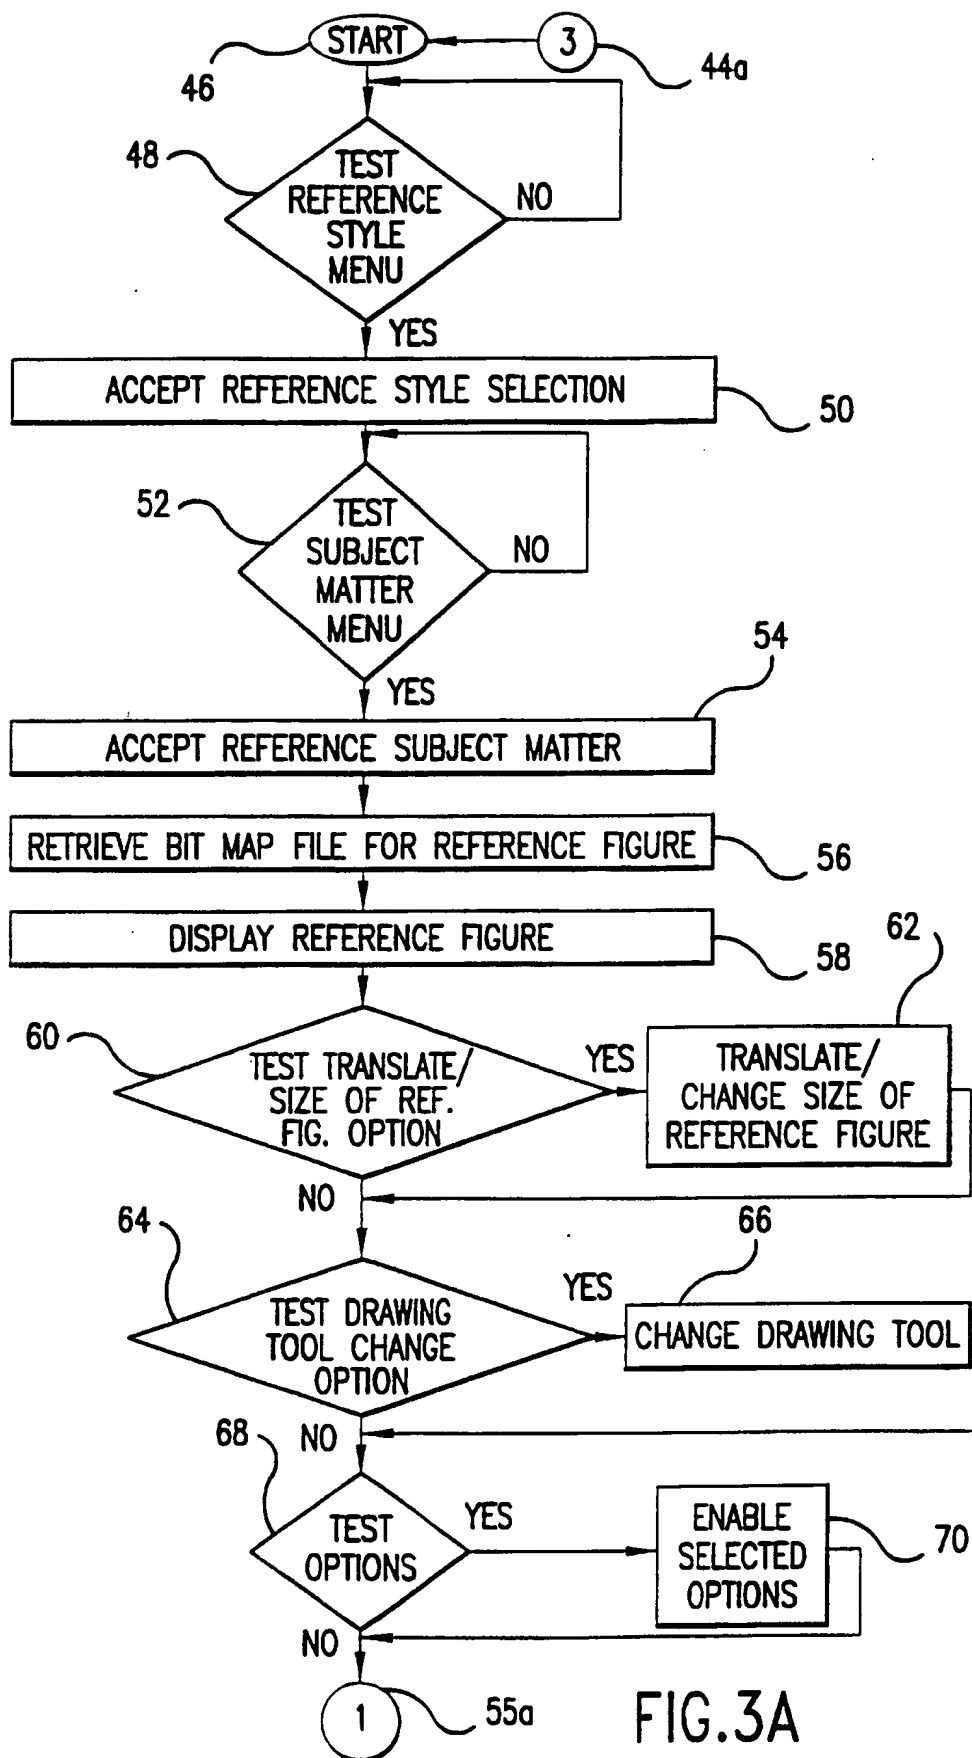 START
3
46
44a
48
TEST
REFERENCE
STYLE
MENU
NO
YES
ACCEPT REFERENCE STYLE SELECTION
50
52
TEST
SUBJECT
MATTER
MENU
NO
YES
54
ACCEPT REFERENCE SUBJECT MATTER
RETRIEVE BIT MAP FILE FOR REFERENCE FIGURE
56
DISPLAY REFERENCE FIGURE
58
62
60
TEST TRANSLATE/
SIZE OF REF.
FIG. OPTION
YES
TRANSLATE/
CHANGE SIZE OF
REFERENCE FIGURE
NO
64
66
TEST DRAWING
TOOL CHANGE
OPTION
YES
CHANGE DRAWING TOOL
NO
68
TEST
OPTIONS
YES
ENABLE
SELECTED
OPTIONS
70
NO
1
55a
FIG.3A